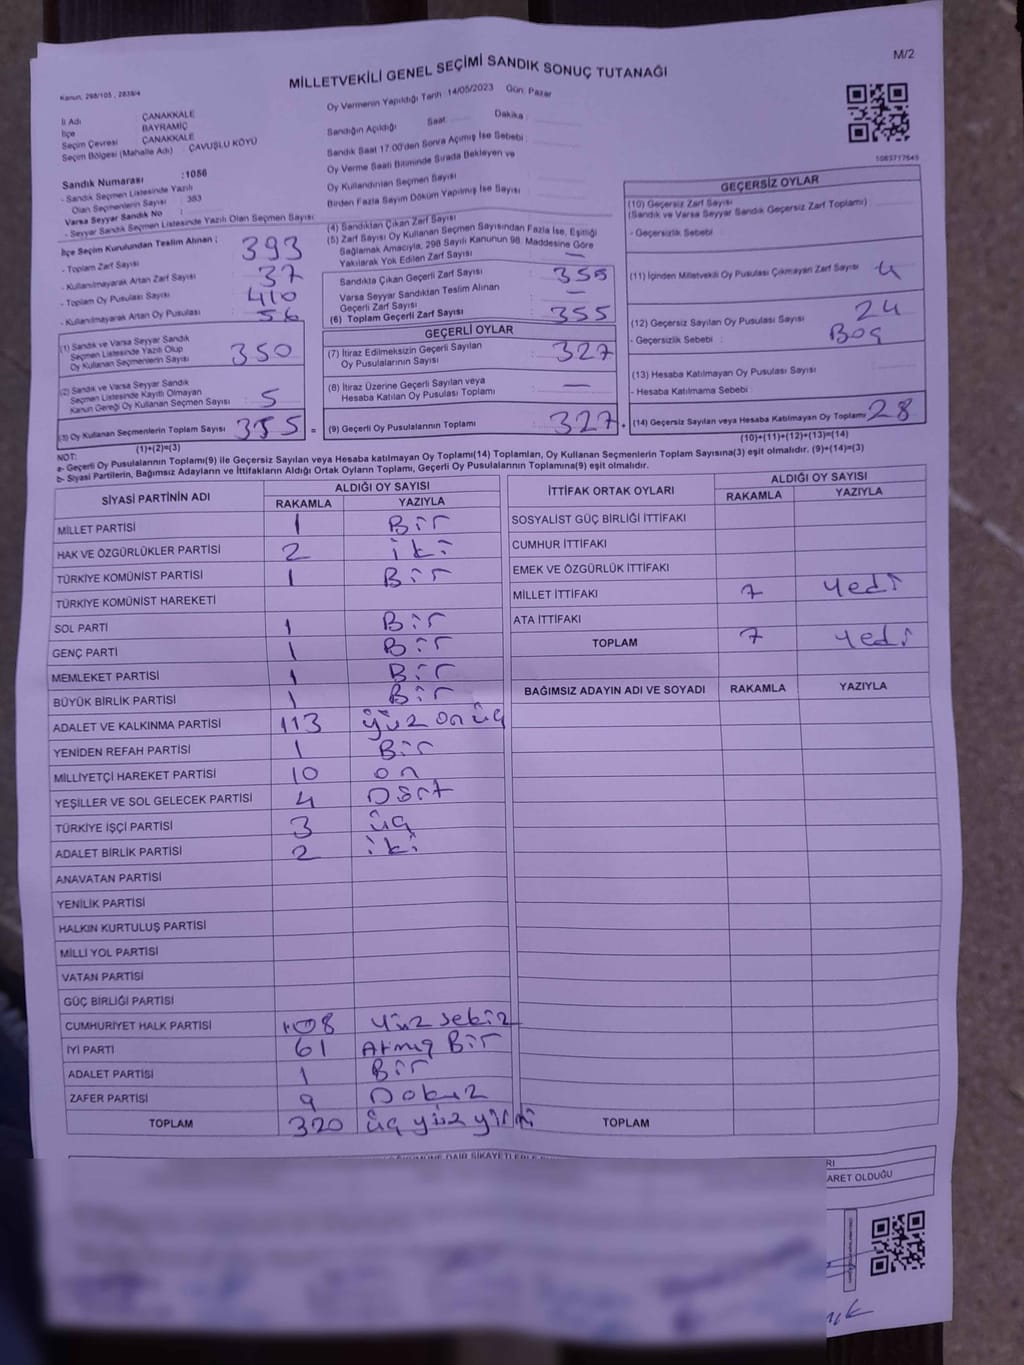 M/2
MİLLETVEKİLİ GENEL SEÇİMİ SANDIK SONUÇ TUTANAĞI
Kanun, 298/105 , 2839/4
İl Adı : ÇANAKKALE
İlçe : BAYRAMİÇ
Seçim Çevresi : ÇANAKKALE
Seçim Bölgesi (Mahalle Adı) : ÇAVUŞLU KÖYÜ
Sandık Numarası :1056
- Sandık Seçmen Listesinde Yazılı
Olan Seçmenlerin Sayısı : 383
Varsa Seyyar Sandık No :
- Seyyar Sandık Seçmen Listesinde Yazılı Olan Seçmen Sayısı
Oy Vermenin Yapıldığı Tarih 14/05/2023 Gün: Pazar
Sandığın Açıldığı Saat Dakika :
Sandık Saat 17:00'den Sonra Açımış İse Sebebi :
Oy Verme Saati Bitiminde Sırada Bekleyen ve
Oy Kullandırılan Seçmen Sayısı
Birden Fazla Sayım Döküm Yapılmış İse Sayısı :
1083717645
İlçe Seçim Kurulundan Teslim Alınan ;
- Toplam Zarf Sayısı 393
- Kullanılmayarak Artan Zarf Sayısı 37
- Toplam Oy Pusulası Sayısı 410
- Kullanılmayarak Artan Oy Pusulası 56
(1) Sandık ve Varsa Seyyar Sandık
Seçmen Listesinde Yazılı Olup
Oy Kullanan Seçmenlerin Sayısı 350
(2) Sandık ve Varsa Seyyar Sandık
Seçmen Listesinde Kayıtlı Olmayan
Kanun Gereği Oy Kullanan Seçmen Sayısı : 5
(3) Oy Kullanan Seçmenlerin Toplam Sayısı 355 =
(1)+(2)=(3)
(4) Sandıktan Çıkan Zarf Sayısı
(5) Zarf Sayısı Oy Kullanan Seçmen Sayısından Fazla İse, Eşitliği
Sağlamak Amacıyla, 298 Sayılı Kanunun 98. Maddesine Göre
Yakılarak Yok Edilen Zarf Sayısı —
Sandıkta Çıkan Geçerli Zarf Sayısı : 355
Varsa Seyyar Sandıktan Teslim Alınan
Geçerli Zarf Sayısı —
(6) Toplam Geçerli Zarf Sayısı : 355
GEÇERLİ OYLAR
(7) İtiraz Edilmeksizin Geçerli Sayılan
Oy Pusulalarının Sayısı : 327
(8) İtiraz Üzerine Geçerli Sayılan veya
Hesaba Katılan Oy Pusulası Toplamı : —
(9) Geçerli Oy Pusulalarının Toplamı : 327 +
GEÇERSİZ OYLAR
(10) Geçersiz Zarf Sayısı
(Sandık ve Varsa Seyyar Sandık Geçersiz Zarf Toplamı) :
- Geçersizlik Sebebi :
(11) İçinden Milletvekili Oy Pusulası Çıkmayan Zarf Sayısı : 4
(12) Geçersiz Sayılan Oy Pusulası Sayısı : 24
- Geçersizlik Sebebi : Boş
(13) Hesaba Katılmayan Oy Pusulası Sayısı :
- Hesaba Katılmama Sebebi :
(14) Geçersiz Sayılan veya Hesaba Katılmayan Oy Toplamı : 28
(10)+(11)+(12)+(13)=(14)
NOT:
a- Geçerli Oy Pusulalarının Toplamı(9) ile Geçersiz Sayılan veya Hesaba katılmayan Oy Toplamı(14) Toplamları, Oy Kullanan Seçmenlerin Toplam Sayısına(3) eşit olmalıdır. (9)+(14)=(3)
b- Siyasi Partilerin, Bağımsız Adayların ve İttifakların Aldığı Ortak Oyların Toplamı, Geçerli Oy Pusulalarının Toplamına(9) eşit olmalıdır.
SİYASİ PARTİNİN ADI ALDIĞI OY SAYISI
RAKAMLA YAZIYLA
MİLLET PARTİSİ 1 Bir
HAK VE ÖZGÜRLÜKLER PARTİSİ 2 iki
TÜRKİYE KOMÜNİST PARTİSİ 1 Bir
TÜRKİYE KOMÜNİST HAREKETİ
SOL PARTİ 1 Bir
GENÇ PARTİ 1 Bir
MEMLEKET PARTİSİ 1 Bir
BÜYÜK BİRLİK PARTİSİ 1 Bir
ADALET VE KALKINMA PARTİSİ 113 yüz on üç
YENİDEN REFAH PARTİSİ 1 Bir
MİLLİYETÇİ HAREKET PARTİSİ 10 on
YEŞİLLER VE SOL GELECEK PARTİSİ 4 Dört
TÜRKİYE İŞÇİ PARTİSİ 3 üç
ADALET BİRLİK PARTİSİ 2 iki
ANAVATAN PARTİSİ
YENİLİK PARTİSİ
HALKIN KURTULUŞ PARTİSİ
MİLLİ YOL PARTİSİ
VATAN PARTİSİ
GÜÇ BİRLİĞİ PARTİSİ
CUMHURİYET HALK PARTİSİ 108 Yüz sekiz
İYİ PARTİ 61 Atmış Bir
ADALET PARTİSİ 1 Bir
ZAFER PARTİSİ 9 Dokuz
TOPLAM 320 üç yüz yirmi
İTTİFAK ORTAK OYLARI ALDIĞI OY SAYISI
RAKAMLA YAZIYLA
SOSYALİST GÜÇ BİRLİĞİ İTTİFAKI
CUMHUR İTTİFAKI
EMEK VE ÖZGÜRLÜK İTTİFAKI
MİLLET İTTİFAKI 7 Yedi
ATA İTTİFAKI
TOPLAM 7 Yedi
BAĞIMSIZ ADAYIN ADI VE SOYADI RAKAMLA YAZIYLA
TOPLAM
DAİR ŞİKAYETLER
RI
ARET OLDUĞU